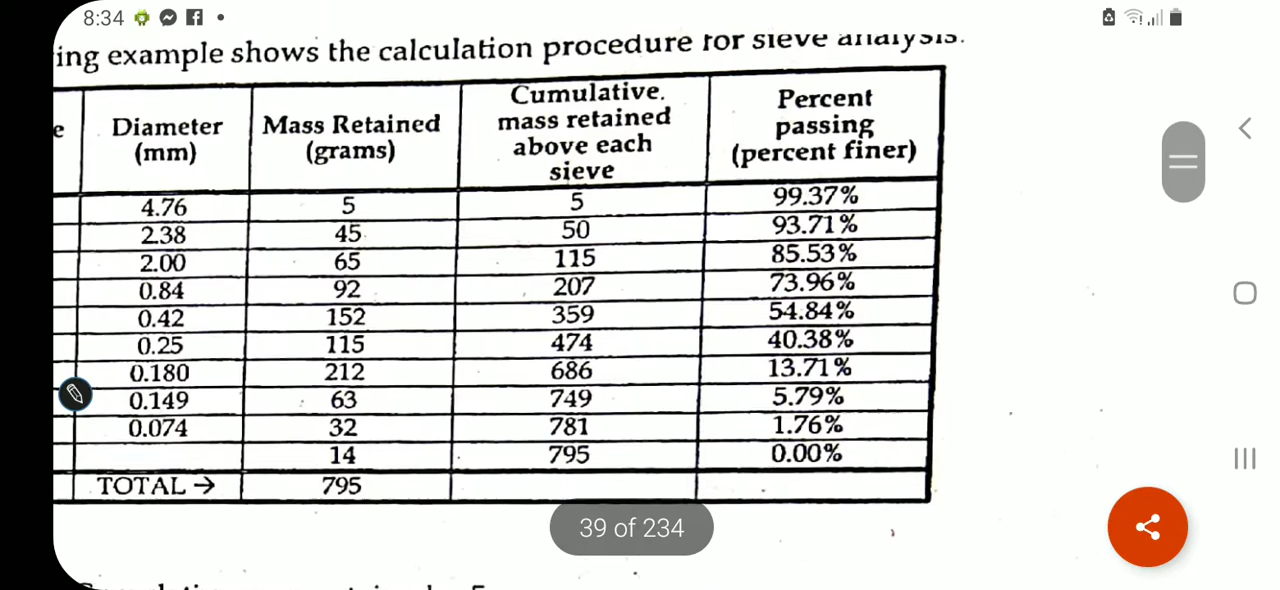 8:34
ing example shows the calculation procedure for sieve analysis.
e Diameter (mm) Mass Retained (grams) Cumulative. mass retained above each sieve Percent passing (percent finer)
4.76 5 5 99.37%
2.38 45 50 93.71%
2.00 65 115 85.53%
0.84 92 207 73.96%
0.42 152 359 54.84%
0.25 115 474 40.38%
0.180 212 686 13.71%
0.149 63 749 5.79%
0.074 32 781 1.76%
14 795 0.00%
TOTAL → 795
39 of 234